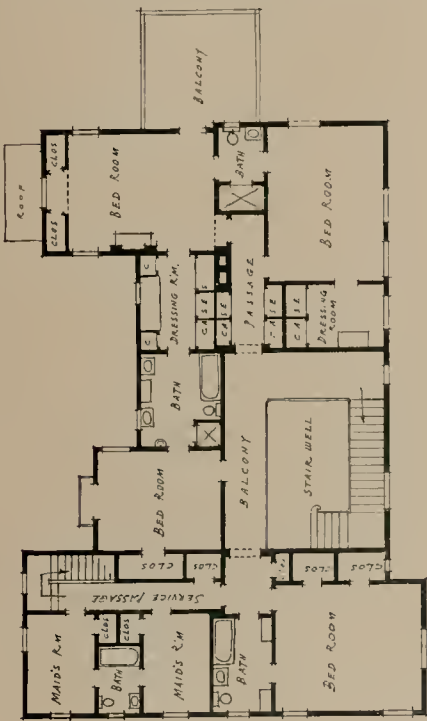 ROOF
CLOS
CLOS
BED ROOM
BALCONY
BATH
BED ROOM
C
DRESSING R'M.
C
CASES
CASE
PASSAGE
CASE
CASE
DRESSING
ROOM
BATH
BED ROOM
BALCONY
STAIR WELL
CLOS
CLOS
CLOS
CLOS
SERVICE PASSAGE
MAID'S R'M
CLOS
CLOS
BATH
MAID'S R'M
BATH
BED ROOM